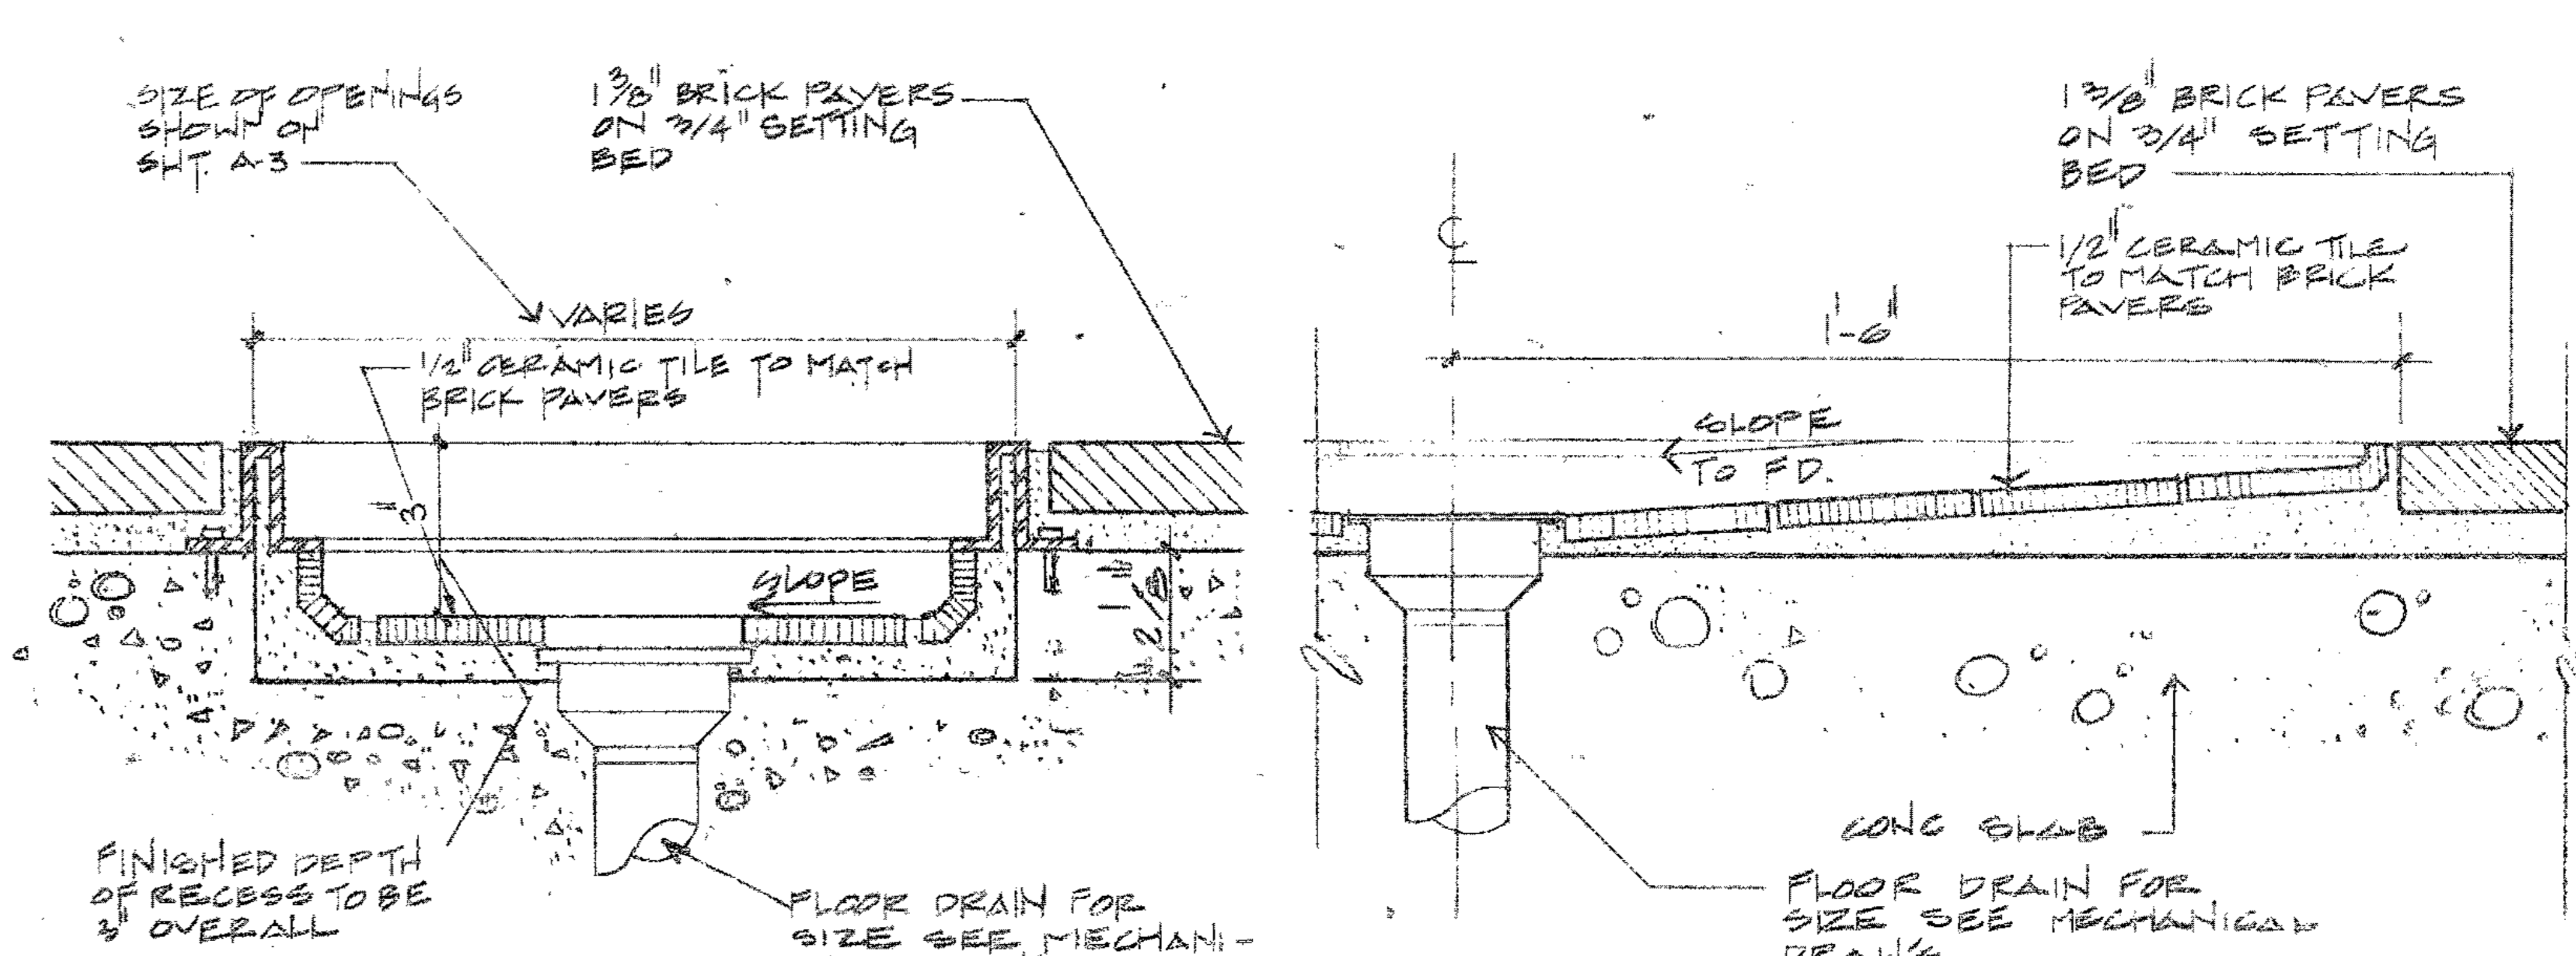 SIZE OF OPENINGS
SHOWN ON
SHT. A-3
1 3/8" BRICK PAVERS
ON 3/4" SETTING
BED
VARIES
1/2" CERAMIC TILE TO MATCH
BRICK PAVERS
3"
SLOPE
FINISHED DEPTH
OF RECESS TO BE
3" OVERALL
FLOOR DRAIN FOR
SIZE SEE MECHANI-
1 3/8" BRICK PAVERS
ON 3/4" SETTING
BED
℄
1/2" CERAMIC TILE
TO MATCH BRICK
PAVERS
1'-6"
SLOPE
TO FD.
CONC SLAB
FLOOR DRAIN FOR
SIZE SEE MECHANICAL